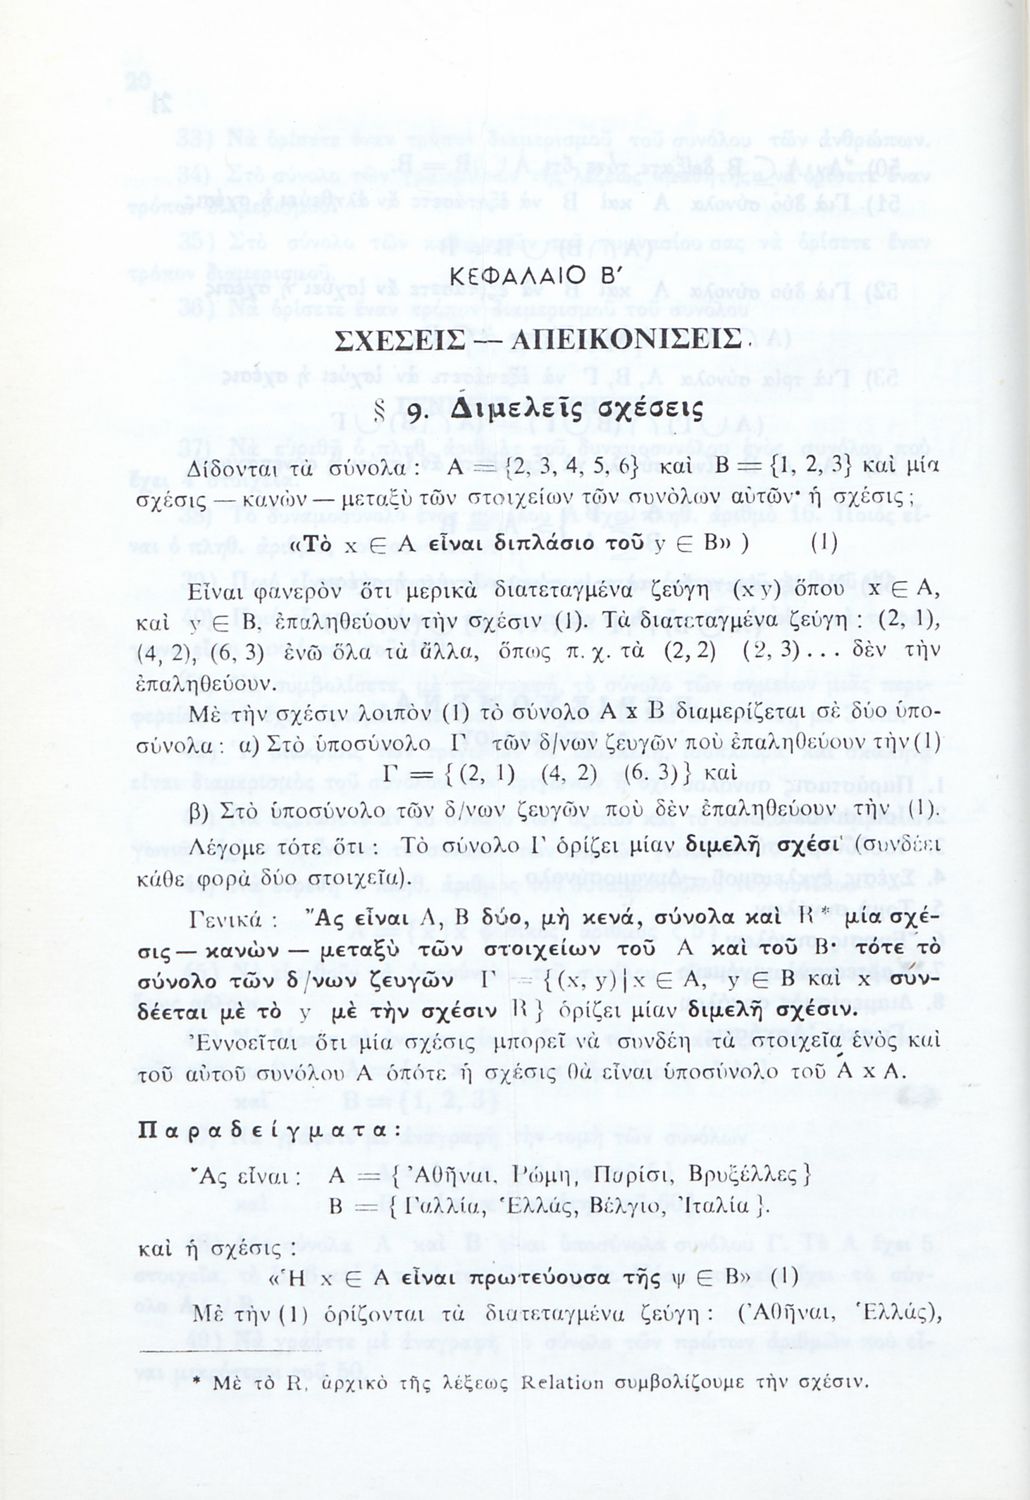 ΚΕΦΑΛΑΙΟ Β′
ΣΧΕΣΕΙΣ — ΑΠΕΙΚΟΝΙΣΕΙΣ.
§ 9. Διμελεῖς σχέσεις
Δίδονται τὰ σύνολα : Α = {2, 3, 4, 5, 6} καὶ Β = {1, 2, 3} καὶ μία
σχέσις — κανὼν — μεταξὺ τῶν στοιχείων τῶν συνόλων αὐτῶν· ἡ σχέσις ;
«Τὸ x ∈ Α εἶναι διπλάσιο τοῦ y ∈ Β» ) (1)
Εἶναι φανερὸν ὅτι μερικὰ διατεταγμένα ζεύγη (x y) ὅπου x ∈ Α,
καὶ y ∈ Β, ἐπαληθεύουν τὴν σχέσιν (1). Τὰ διατεταγμένα ζεύγη : (2, 1),
(4, 2), (6, 3) ἐνῶ ὅλα τὰ ἄλλα, ὅπως π. χ. τὰ (2, 2) (2, 3) . . . δὲν τὴν
ἐπαληθεύουν.
Μὲ τὴν σχέσιν λοιπὸν (1) τὸ σύνολο Α x Β διαμερίζεται σὲ δύο ὑπο-
σύνολα : α) Στὸ ὑποσύνολο Γ τῶν δ/νων ζευγῶν ποὺ ἐπαληθεύουν τὴν (1)
Γ = { (2, 1) (4, 2) (6. 3) } καὶ
β) Στὸ ὑποσύνολο τῶν δ/νων ζευγῶν ποὺ δὲν ἐπαληθεύουν τὴν (1).
Λέγομε τότε ὅτι : Τὸ σύνολο Γ ὁρίζει μίαν διμελῆ σχέσι (συνδέει
κάθε φορὰ δύο στοιχεῖα).
Γενικά : Ἂς εἶναι Α, Β δύο, μὴ κενά, σύνολα καὶ R * μία σχέ-
σις — κανὼν — μεταξὺ τῶν στοιχείων τοῦ Α καὶ τοῦ Β· τότε τὸ
σύνολο τῶν δ/νων ζευγῶν Γ = { (x, y) | x ∈ Α, y ∈ Β καὶ x συν-
δέεται μὲ τὸ y μὲ τὴν σχέσιν R } ὁρίζει μίαν διμελῆ σχέσιν.
Ἐννοεῖται ὅτι μία σχέσις μπορεῖ νὰ συνδέη τὰ στοιχεῖα ἑνὸς καὶ
τοῦ αὐτοῦ συνόλου Α ὁπότε ἡ σχέσις θὰ εἶναι ὑποσύνολο τοῦ Α x Α.
Παραδείγματα:
Ἂς εἶναι : Α = { Ἀθῆναι, Ρώμη, Παρίσι, Βρυξέλλες }
Β = { Γαλλία, Ἑλλάς, Βέλγιο, Ἰταλία }.
καὶ ἡ σχέσις :
«Ἡ x ∈ Α εἶναι πρωτεύουσα τῆς ψ ∈ Β» (1)
Μὲ τὴν (1) ὁρίζονται τὰ διατεταγμένα ζεύγη : (Ἀθῆναι, Ἑλλάς),
* Μὲ τὸ R, ἀρχικὸ τῆς λέξεως Relation συμβολίζουμε τὴν σχέσιν.